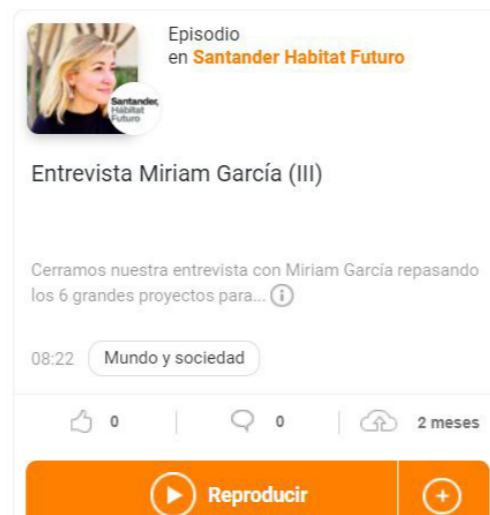 Episodio
en Santander Habitat Futuro
Santander,
Hábitat
Futuro
Entrevista Miriam García (III)
Cerramos nuestra entrevista con Miriam García repasando
los 6 grandes proyectos para...
08:22 Mundo y sociedad
0 0 2 meses
Reproducir